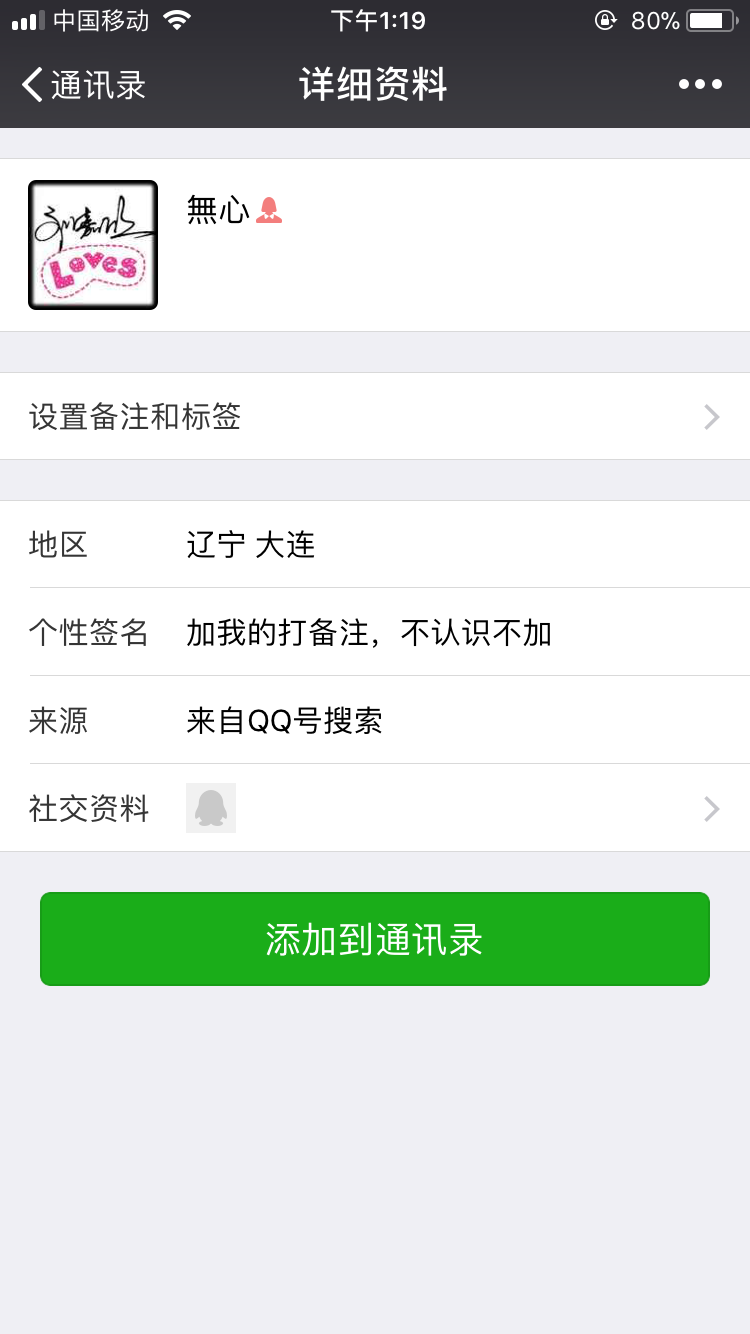 中国移动 下午1:19 80%
通讯录 详细资料
無心
Loves
设置备注和标签
地区 辽宁 大连
个性签名 加我的打备注，不认识不加
来源 来自QQ号搜索
社交资料
添加到通讯录